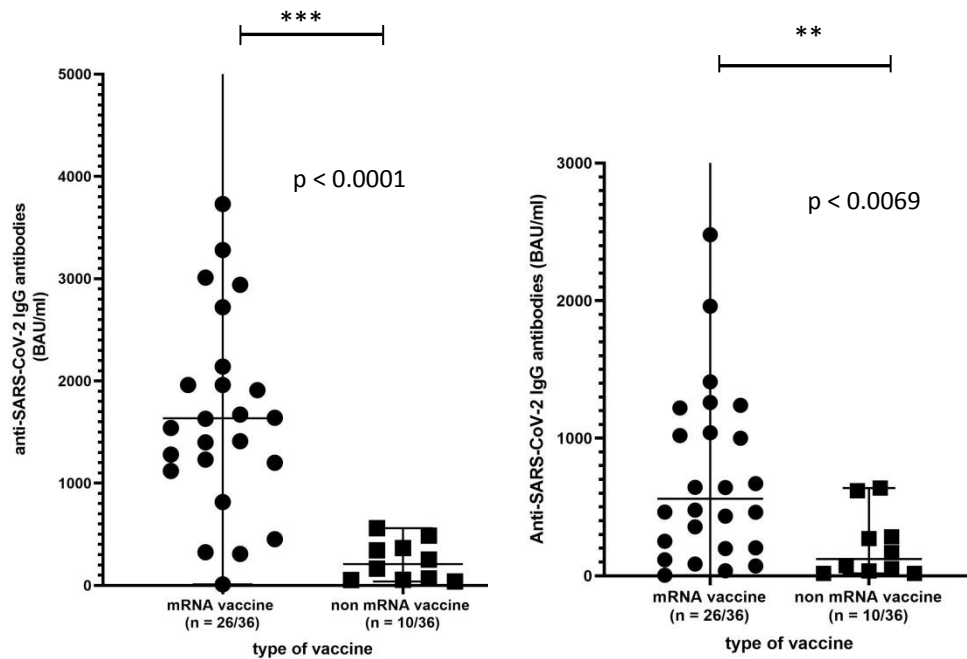 ***
5000
4000
3000
2000
1000
0
anti-SARS-CoV-2 IgG antibodies
(BAU/ml)
p < 0.0001
mRNA vaccine
(n = 26/36)
non mRNA vaccine
(n = 10/36)
type of vaccine
**
3000
2000
1000
0
Anti-SARS-CoV-2 IgG antibodies (BAU/ml)
p < 0.0069
mRNA vaccine
(n = 26/36)
non mRNA vaccine
(n = 10/36)
type of vaccine